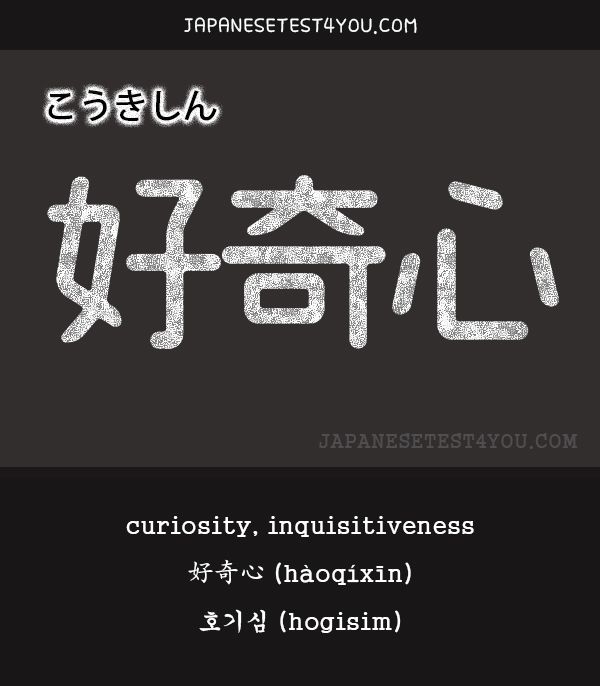 JAPANESETEST4YOU.COM
こうきしん
好奇心
JAPANESETEST4YOU.COM
curiosity, inquisitiveness
好奇心 (hàoqíxīn)
호기심 (hogisim)